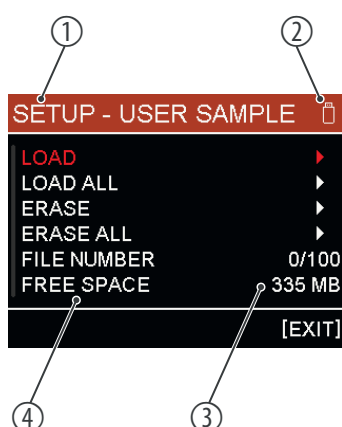 ① ②
SETUP - USER SAMPLE
LOAD
LOAD ALL
ERASE
ERASE ALL
FILE NUMBER 0/100
FREE SPACE 335 MB
[EXIT]
④ ③